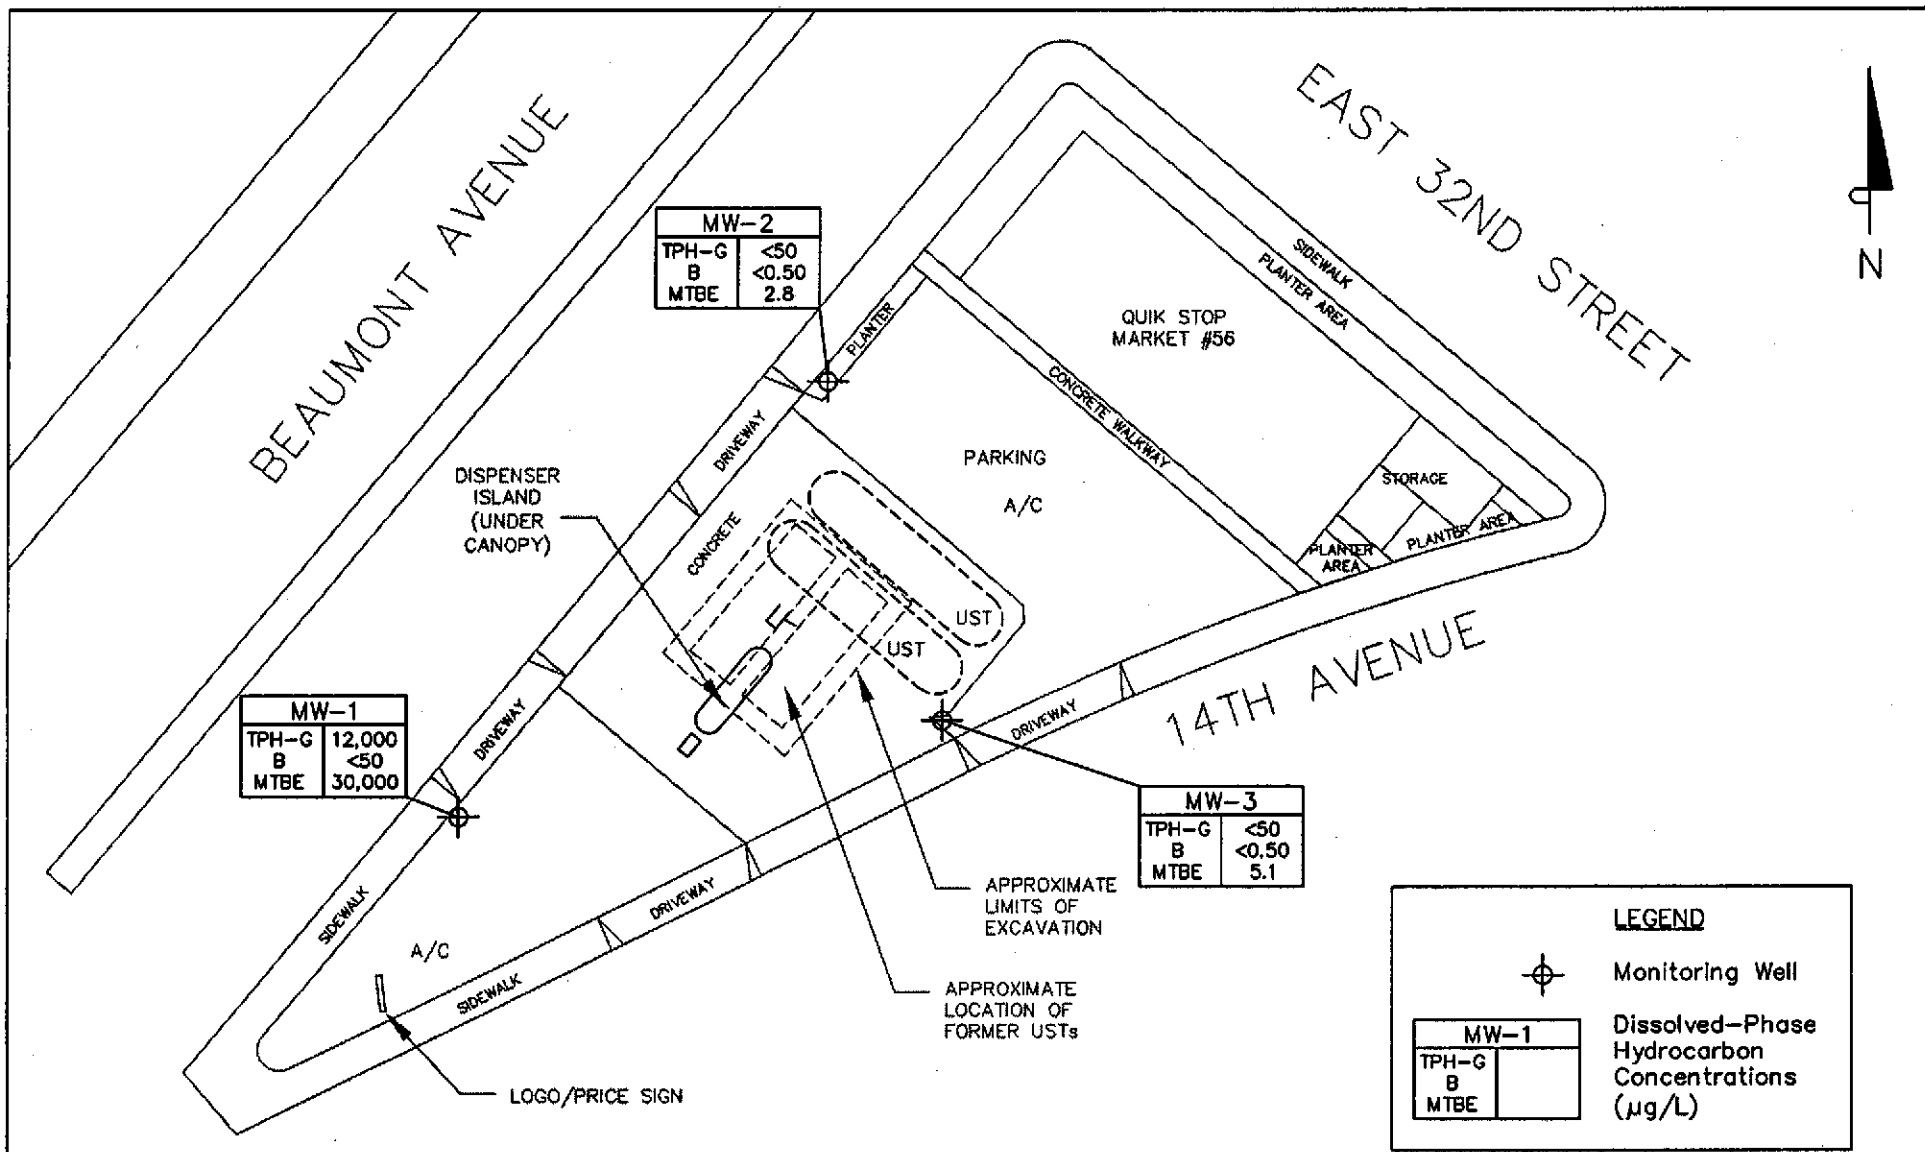 EAST 32ND STREET
BEAUMONT AVENUE
N
MW-2
TPH-G <50
B <0.50
MTBE 2.8
SIDEWALK
PLANTER AREA
PLANTER
QUIK STOP
MARKET #56
CONCRETE WALKWAY
DRIVEWAY
PARKING
A/C
STORAGE
PLANTER AREA
PLANTER
AREA
DISPENSER
ISLAND
(UNDER
CANOPY)
CONCRETE
UST
UST
14TH AVENUE
MW-1
TPH-G 12,000
B <50
MTBE 30,000
DRIVEWAY
DRIVEWAY
MW-3
TPH-G <50
B <0.50
MTBE 5.1
APPROXIMATE
LIMITS OF
EXCAVATION
DRIVEWAY
SIDEWALK
A/C
SIDEWALK
APPROXIMATE
LOCATION OF
FORMER USTs
LOGO/PRICE SIGN
LEGEND
Monitoring Well
MW-1
TPH-G
B
MTBE
Dissolved-Phase
Hydrocarbon
Concentrations
(µg/L)